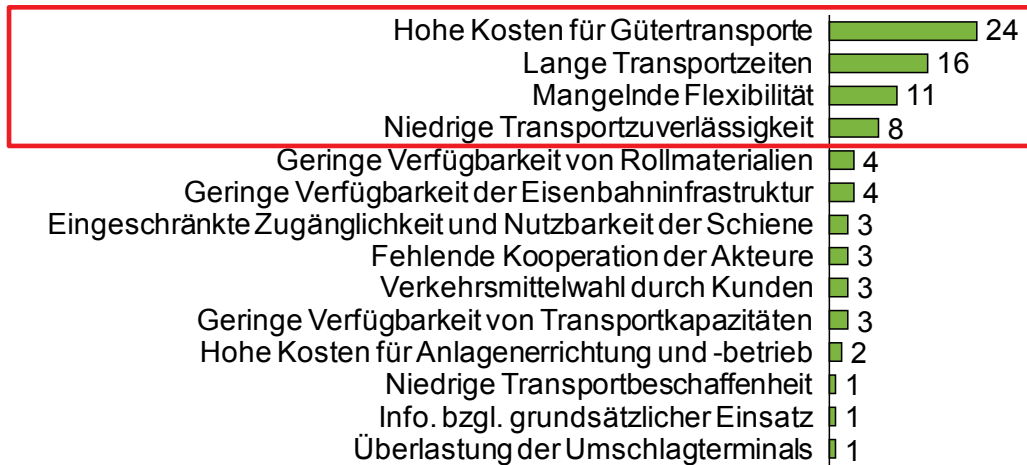 Hohe Kosten für Gütertransporte 24
Lange Transportzeiten 16
Mangelnde Flexibilität 11
Niedrige Transportzuverlässigkeit 8
Geringe Verfügbarkeit von Rollmaterialien 4
Geringe Verfügbarkeit der Eisenbahninfrastruktur 4
Eingeschränkte Zugänglichkeit und Nutzbarkeit der Schiene 3
Fehlende Kooperation der Akteure 3
Verkehrsmittelwahl durch Kunden 3
Geringe Verfügbarkeit von Transportkapazitäten 3
Hohe Kosten für Anlagenerrichtung und -betrieb 2
Niedrige Transportbeschaffenheit 1
Info. bzgl. grundsätzlicher Einsatz 1
Überlastung der Umschlagterminals 1